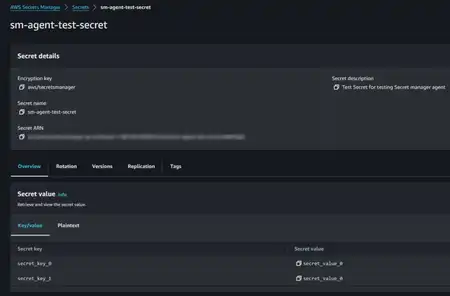 AWS Secrets Manager > Secrets > sm-agent-test-secret
sm-agent-test-secret
Secret details
Encryption key
aws/secretsmanager
Secret description
Test Secret for testing Secret manager agent
Secret name
sm-agent-test-secret
Secret ARN
Overview Rotation Versions Replication Tags
Secret value Info
Retrieve and view the secret value.
Key/value Plaintext
Secret key Secret value
secret_key_0 secret_value_0